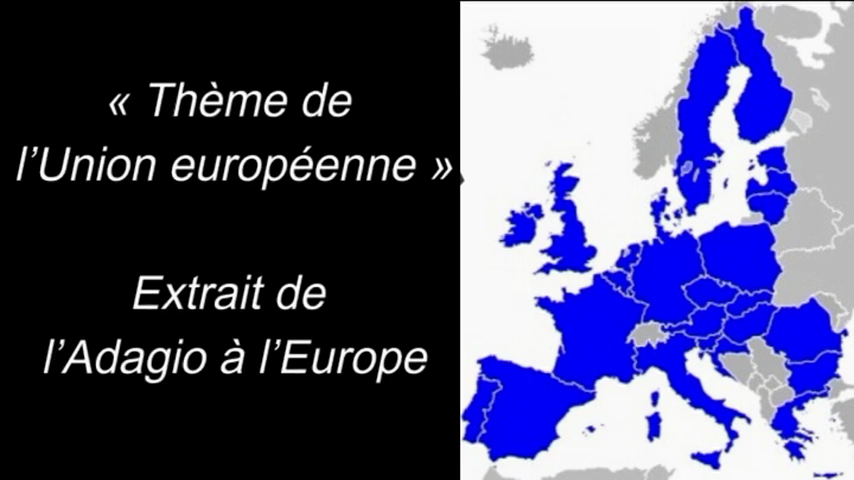 « Thème de
l’Union européenne »
Extrait de
l’Adagio à l’Europe